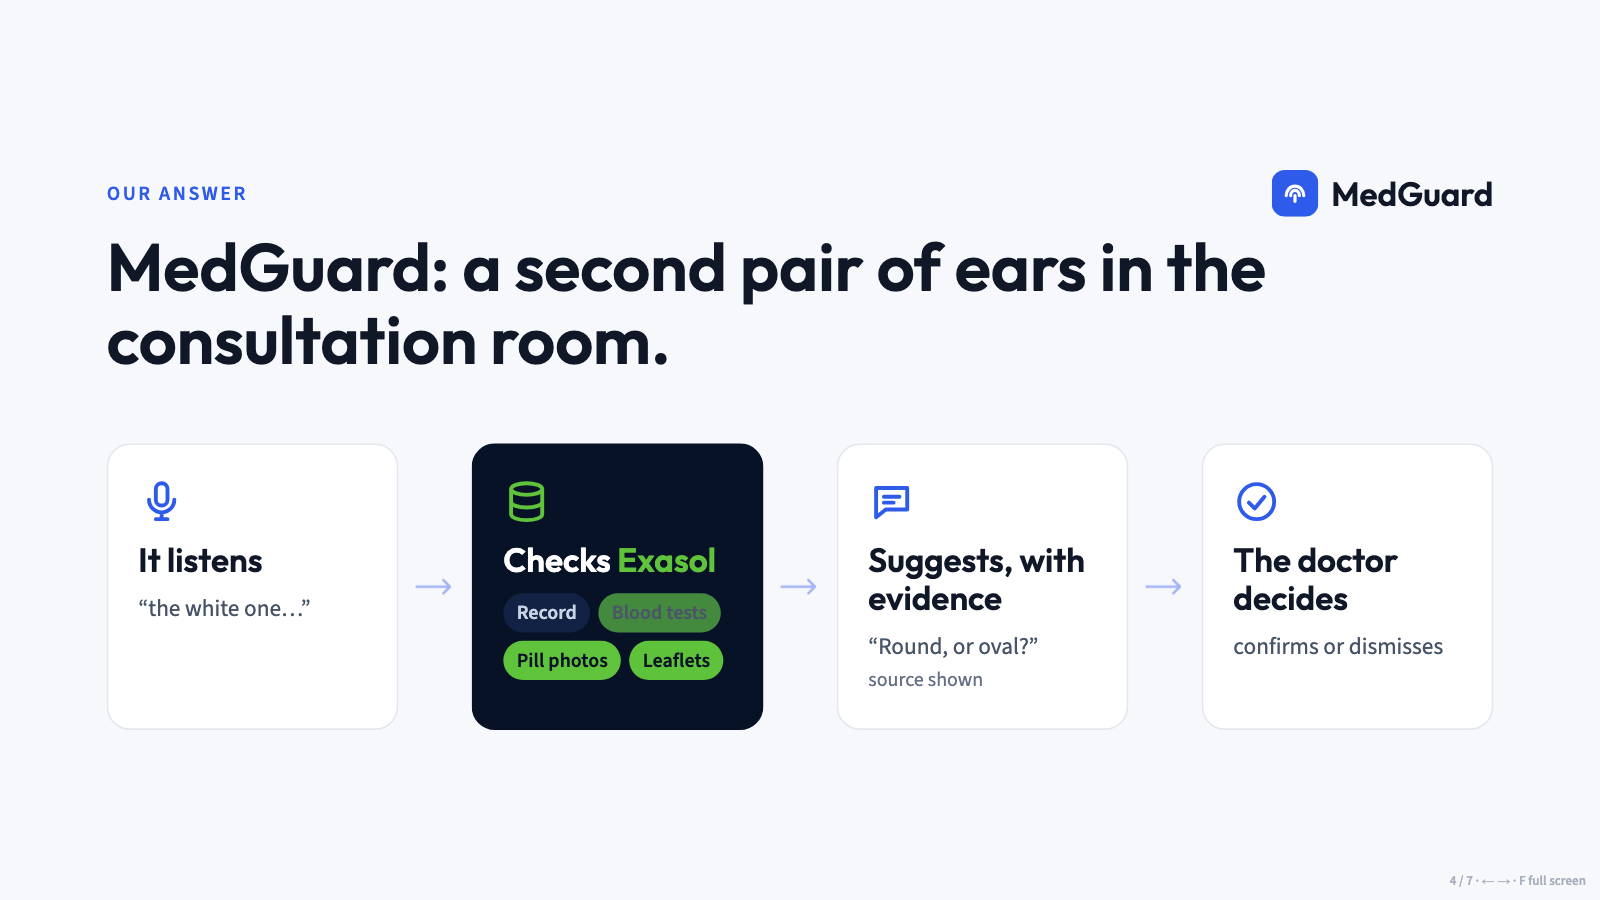 OUR ANSWER
MedGuard
MedGuard: a second pair of ears in the
consultation room.
It listens
“the white one…”
Checks Exasol
Record
Blood tests
Pill photos
Leaflets
Suggests, with
evidence
“Round, or oval?”
source shown
The doctor
decides
confirms or dismisses
4 / 7 · ← → · F full screen